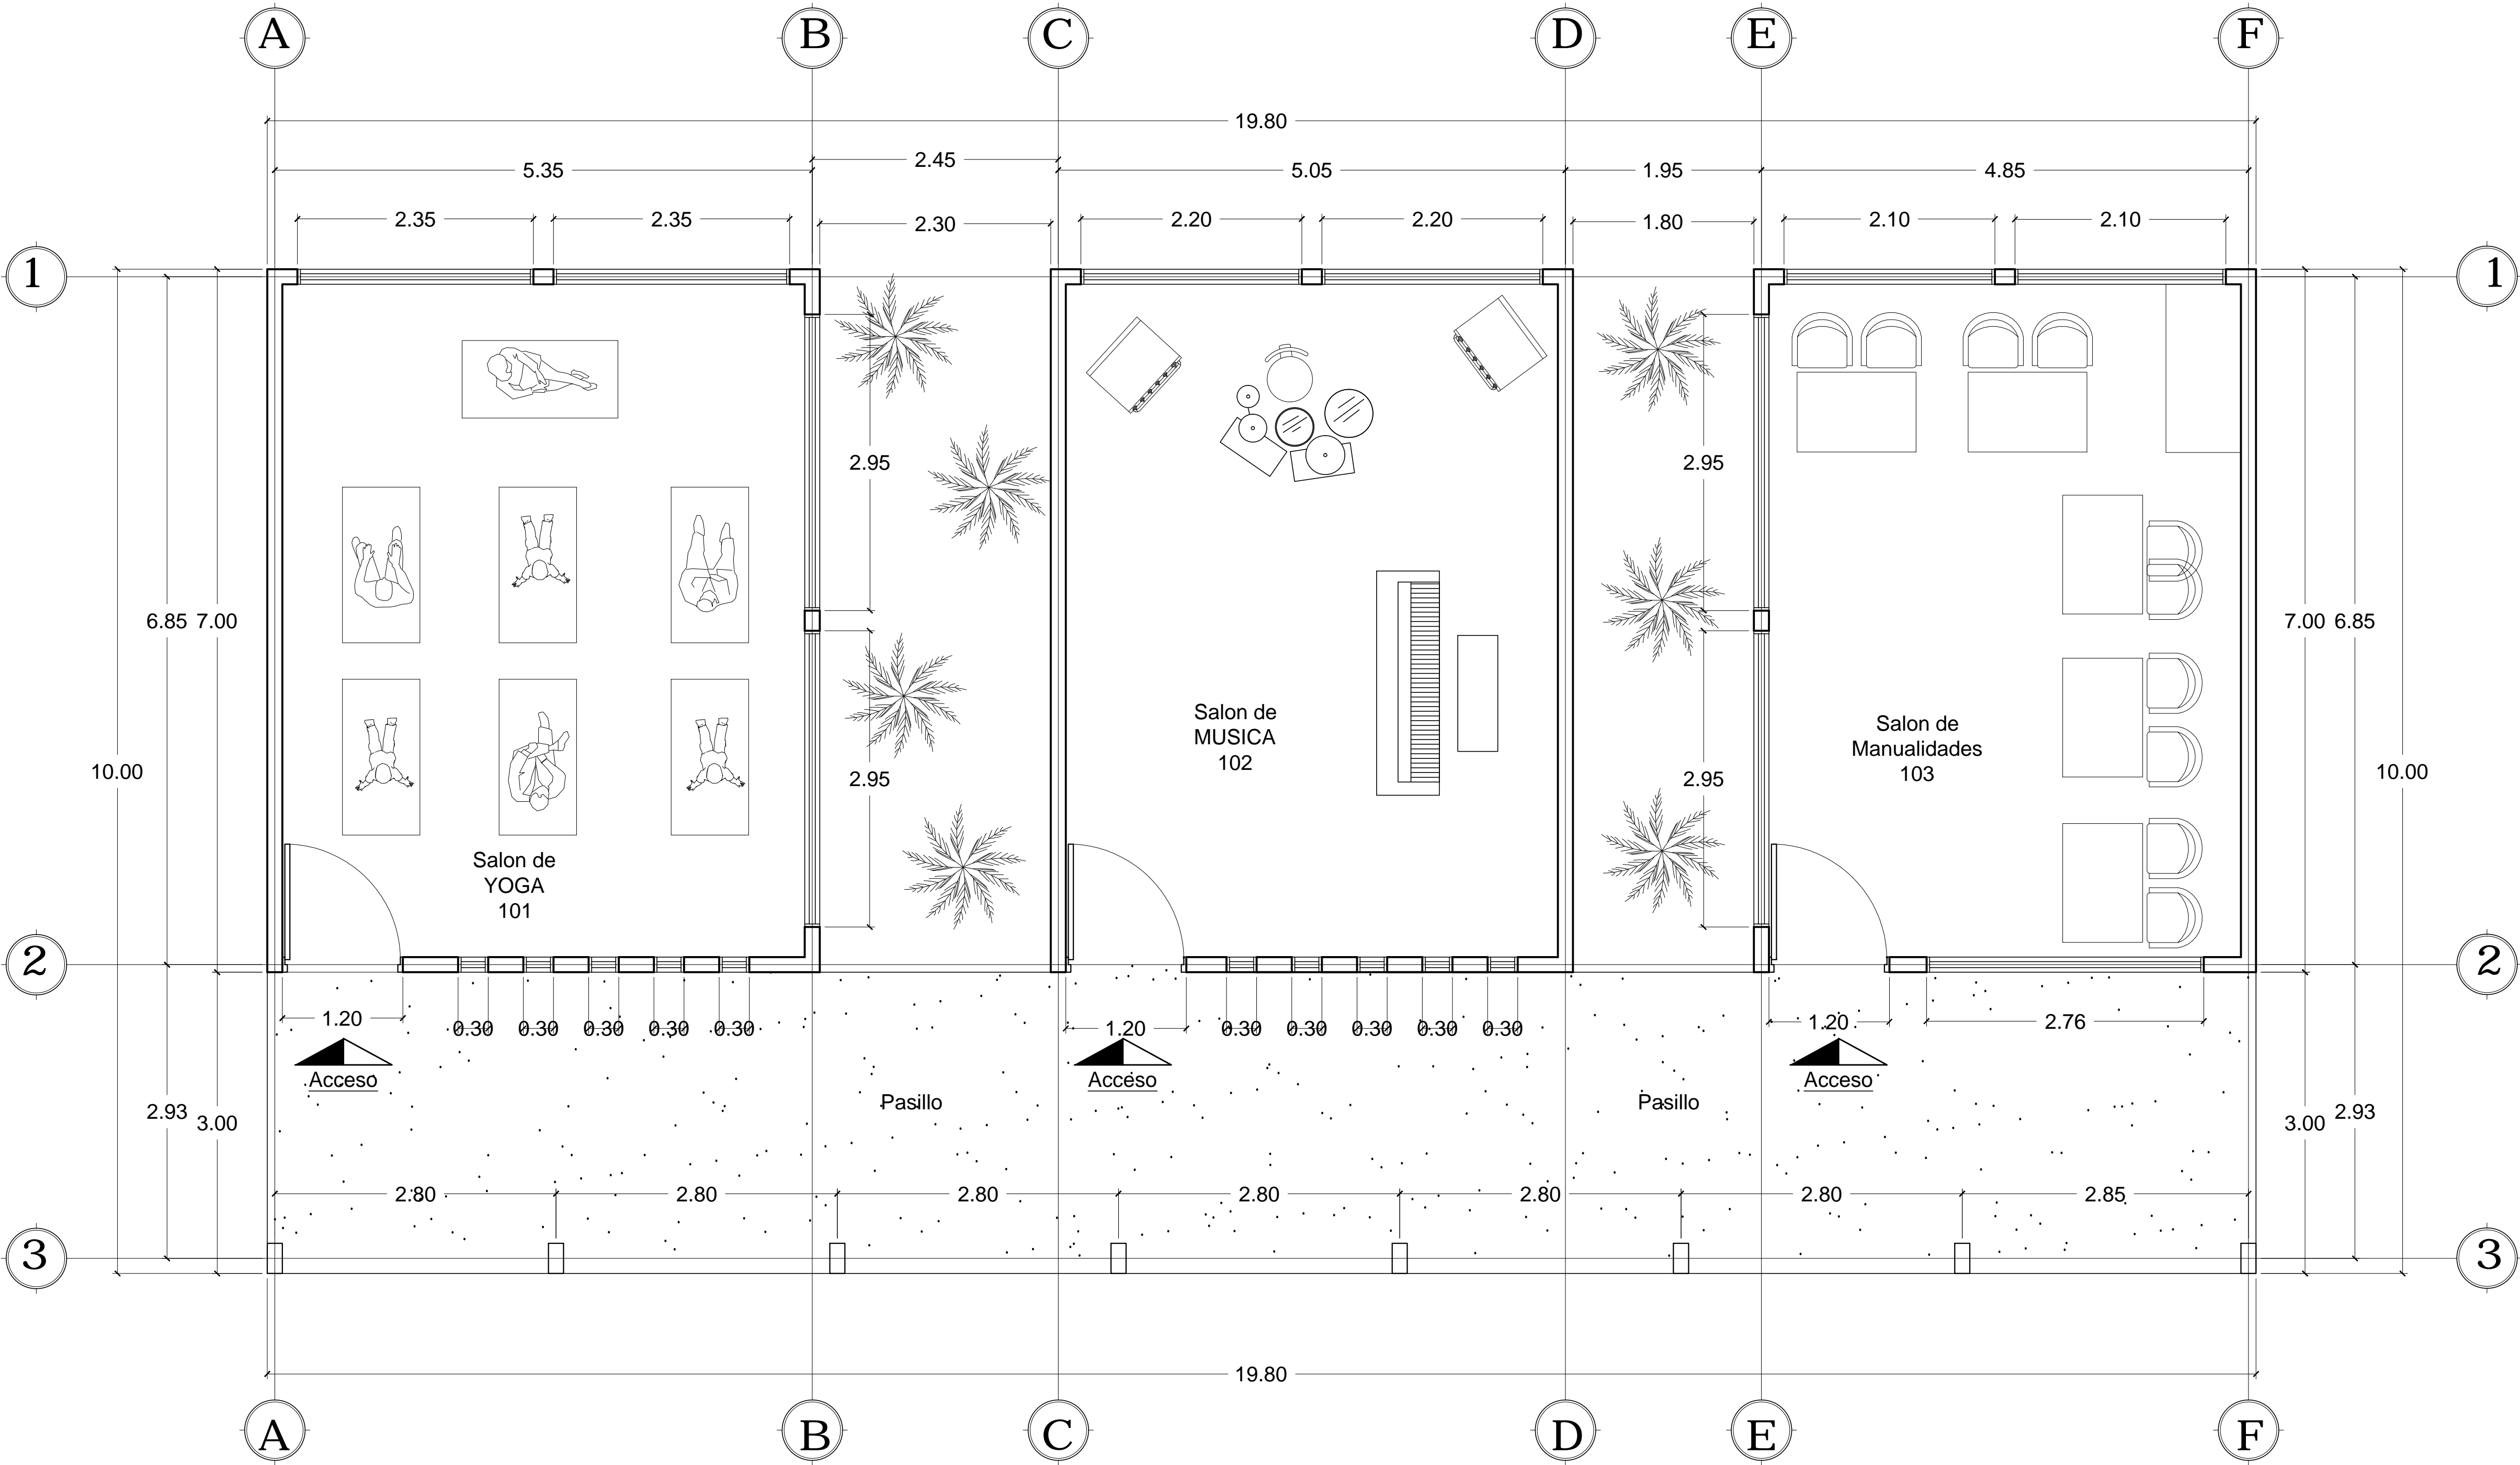 A B C D E F
19.80
2.45
5.35 5.05 1.95 4.85
2.35 2.35 2.20 2.20 2.10 2.10
2.30 1.80
1 1
2.95 2.95
6.85 7.00 7.00 6.85
Salon de
MUSICA
102
Salon de
Manualidades
103
10.00 10.00
2.95 2.95
Salon de
YOGA
101
2 2
1.20 0.30 0.30 0.30 0.30 0.30 1.20 0.30 0.30 0.30 0.30 0.30 1.20 2.76
Acceso Acceso Acceso
Pasillo Pasillo
2.93 3.00 3.00 2.93
2.80 2.80 2.80 2.80 2.80 2.80 2.85
3 3
19.80
A B C D E F